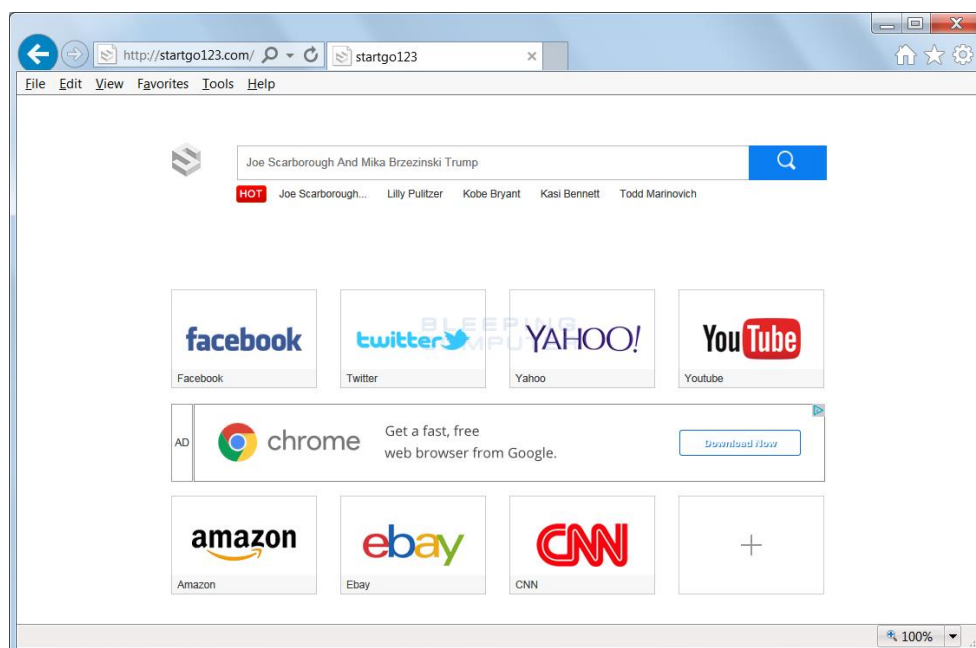 http://startgo123.com/
startgo123
File Edit View Favorites Tools Help
Joe Scarborough And Mika Brzezinski Trump
HOT Joe Scarborough... Lilly Pulitzer Kobe Bryant Kasi Bennett Todd Marinovich
facebook twitter YAHOO! YouTube
BLEEPING
COMPUTER
Facebook Twitter Yahoo Youtube
AD chrome Get a fast, free
web browser from Google. Download Now
amazon ebay CNN
Amazon Ebay CNN
100%